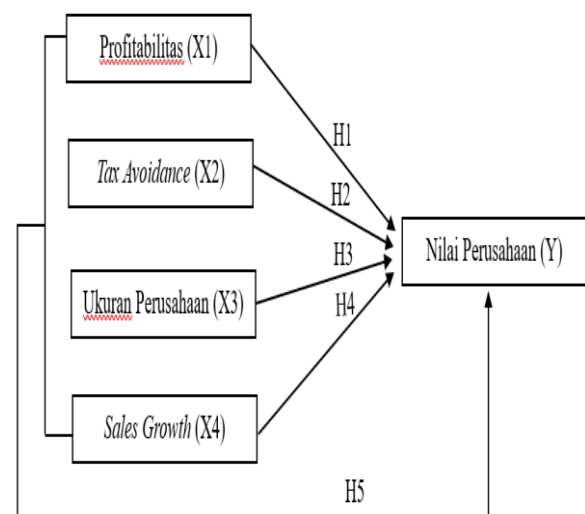 Profitabilitas (X1)
H1
Tax Avoidance (X2)
H2
Nilai Perusahaan (Y)
H3
Ukuran Perusahaan (X3)
H4
Sales Growth (X4)
H5